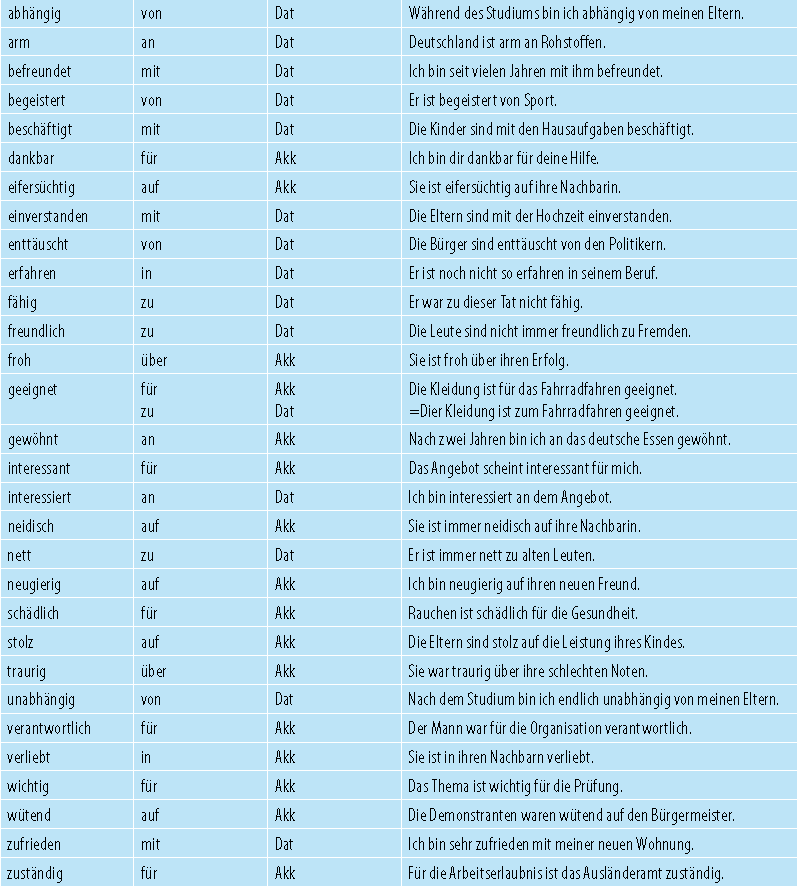 abhängig von Dat Während des Studiums bin ich abhängig von meinen Eltern.
arm an Dat Deutschland ist arm an Rohstoffen.
befreundet mit Dat Ich bin seit vielen Jahren mit ihm befreundet.
begeistert von Dat Er ist begeistert von Sport.
beschäftigt mit Dat Die Kinder sind mit den Hausaufgaben beschäftigt.
dankbar für Akk Ich bin dir dankbar für deine Hilfe.
eifersüchtig auf Akk Sie ist eifersüchtig auf ihre Nachbarin.
einverstanden mit Dat Die Eltern sind mit der Hochzeit einverstanden.
enttäuscht von Dat Die Bürger sind enttäuscht von den Politikern.
erfahren in Dat Er ist noch nicht so erfahren in seinem Beruf.
fähig zu Dat Er war zu dieser Tat nicht fähig.
freundlich zu Dat Die Leute sind nicht immer freundlich zu Fremden.
froh über Akk Sie ist froh über ihren Erfolg.
geeignet für Akk Die Kleidung ist für das Fahrradfahren geeignet.
zu Dat =Dier Kleidung ist zum Fahrradfahren geeignet.
gewöhnt an Akk Nach zwei Jahren bin ich an das deutsche Essen gewöhnt.
interessant für Akk Das Angebot scheint interessant für mich.
interessiert an Dat Ich bin interessiert an dem Angebot.
neidisch auf Akk Sie ist immer neidisch auf ihre Nachbarin.
nett zu Dat Er ist immer nett zu alten Leuten.
neugierig auf Akk Ich bin neugierig auf ihren neuen Freund.
schädlich für Akk Rauchen ist schädlich für die Gesundheit.
stolz auf Akk Die Eltern sind stolz auf die Leistung ihres Kindes.
traurig über Akk Sie war traurig über ihre schlechten Noten.
unabhängig von Dat Nach dem Studium bin ich endlich unabhängig von meinen Eltern.
verantwortlich für Akk Der Mann war für die Organisation verantwortlich.
verliebt in Akk Sie ist in ihren Nachbarn verliebt.
wichtig für Akk Das Thema ist wichtig für die Prüfung.
wütend auf Akk Die Demonstranten waren wütend auf den Bürgermeister.
zufrieden mit Dat Ich bin sehr zufrieden mit meiner neuen Wohnung.
zuständig für Akk Für die Arbeitserlaubnis ist das Ausländeramt zuständig.